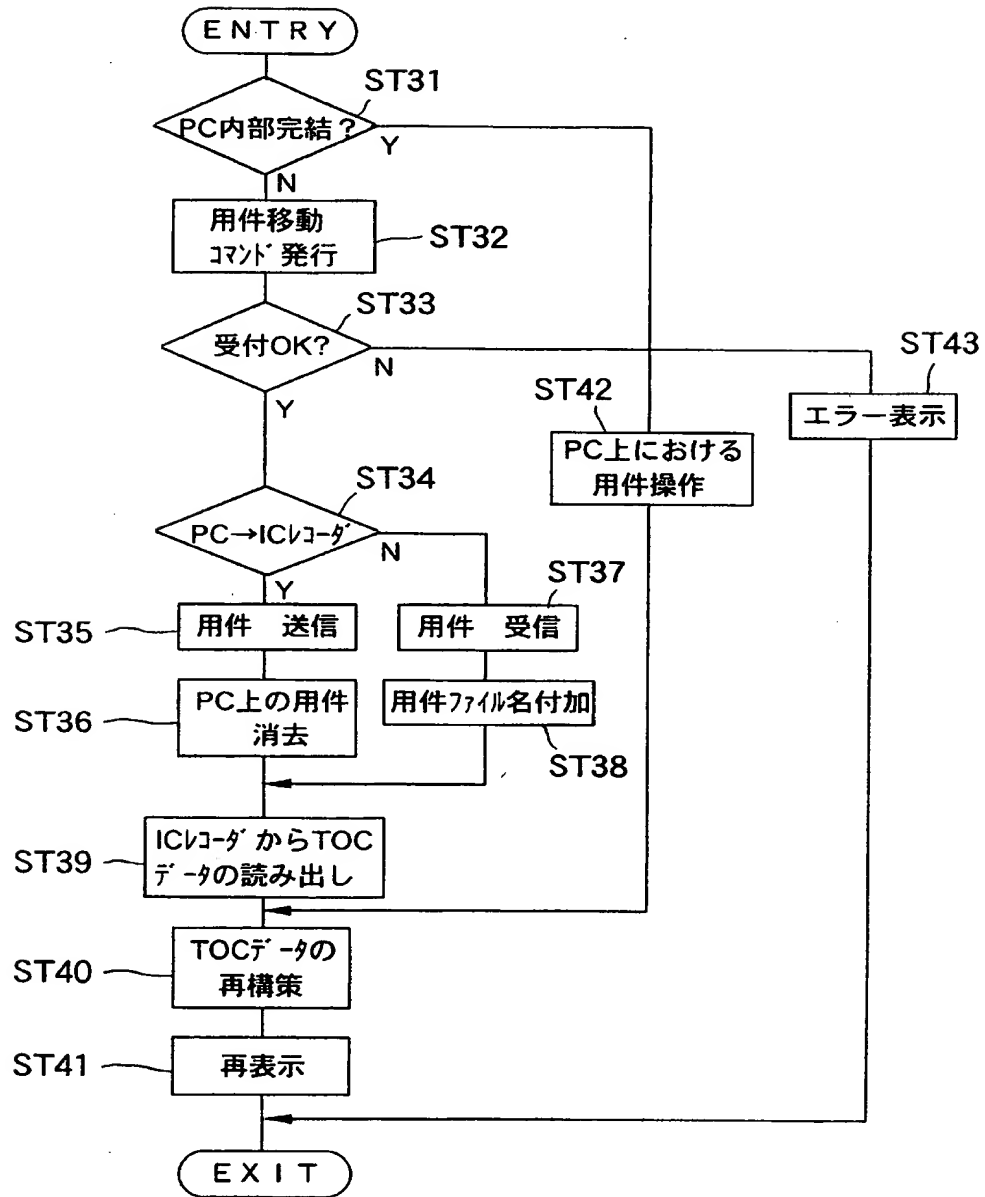 ENTRY
ST31
PC内部完結？
Y
N
用件移動
ｺﾏﾝﾄﾞ発行
ST32
ST33
受付OK?
N
Y
ST43
エラー表示
ST42
PC上における
用件操作
ST34
PC→ICﾚｺｰﾀﾞ
N
Y
ST37
ST35
用件 送信
用件 受信
ST36
PC上の用件
消去
用件ﾌｧｲﾙ名付加
ST38
ST39
ICﾚｺｰﾀﾞからTOC
ﾃﾞｰﾀの読み出し
ST40
TOCﾃﾞｰﾀの
再構策
ST41
再表示
EXIT